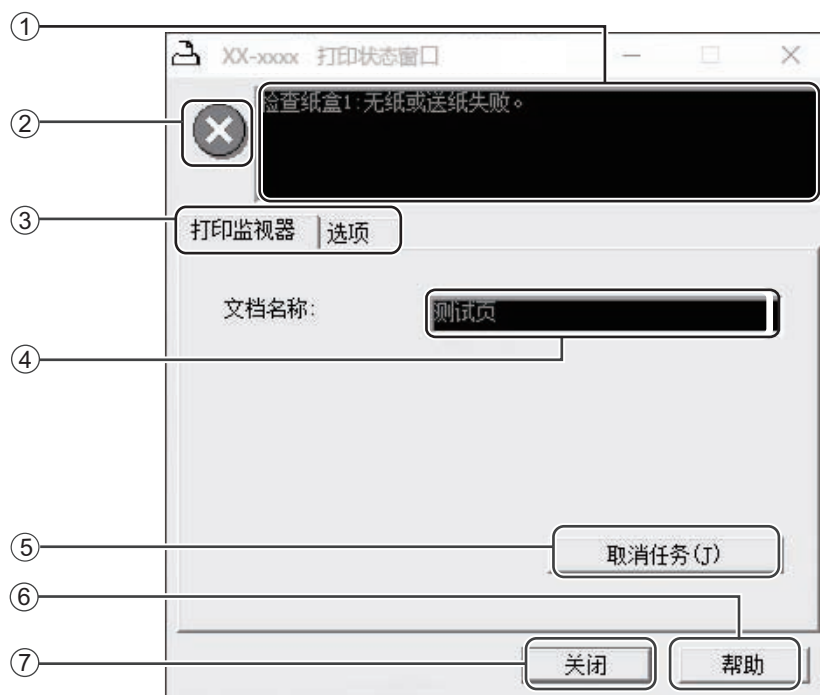 ①
XX-xxxx 打印状态窗口
②
检查纸盒1:无纸或送纸失败。
③
打印监视器 选项
文档名称: 测试页
④
⑤
取消任务(J)
⑥
⑦
关闭 帮助